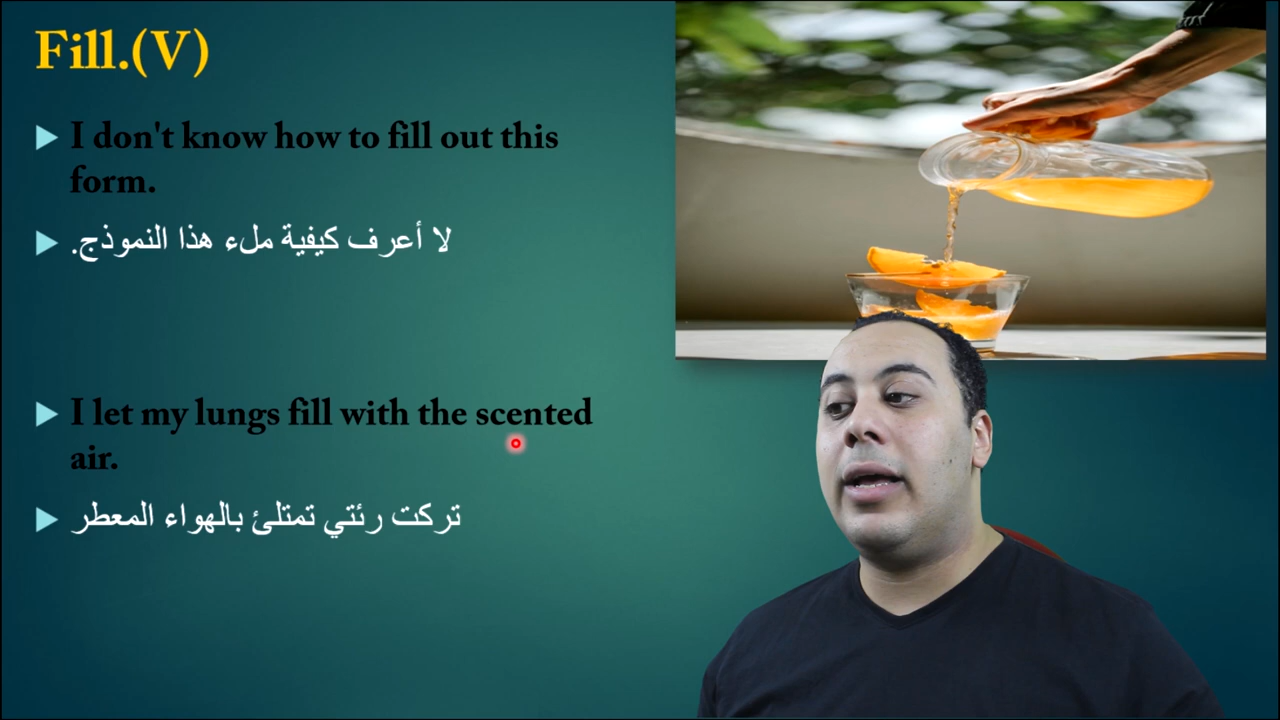 Fill.(V)
I don't know how to fill out this
form.
لا أعرف كيفية ملء هذا النموذج.
I let my lungs fill with the scented
air.
تركت رئتي تمتلئ بالهواء المعطر